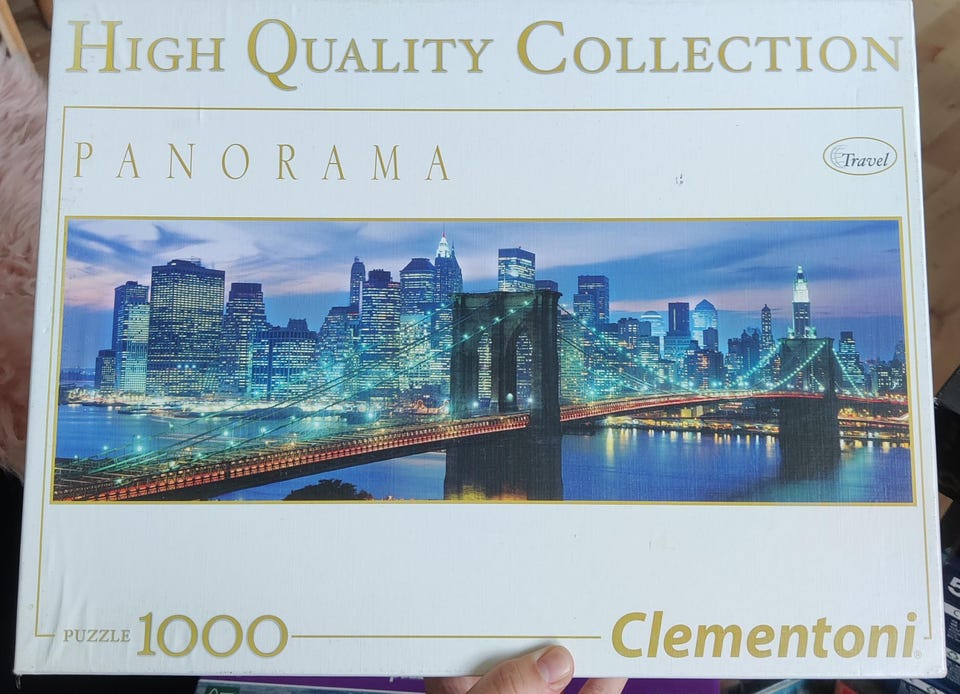 High Quality Collection
PANORAMA
Travel
PUZZLE 1000
Clementoni